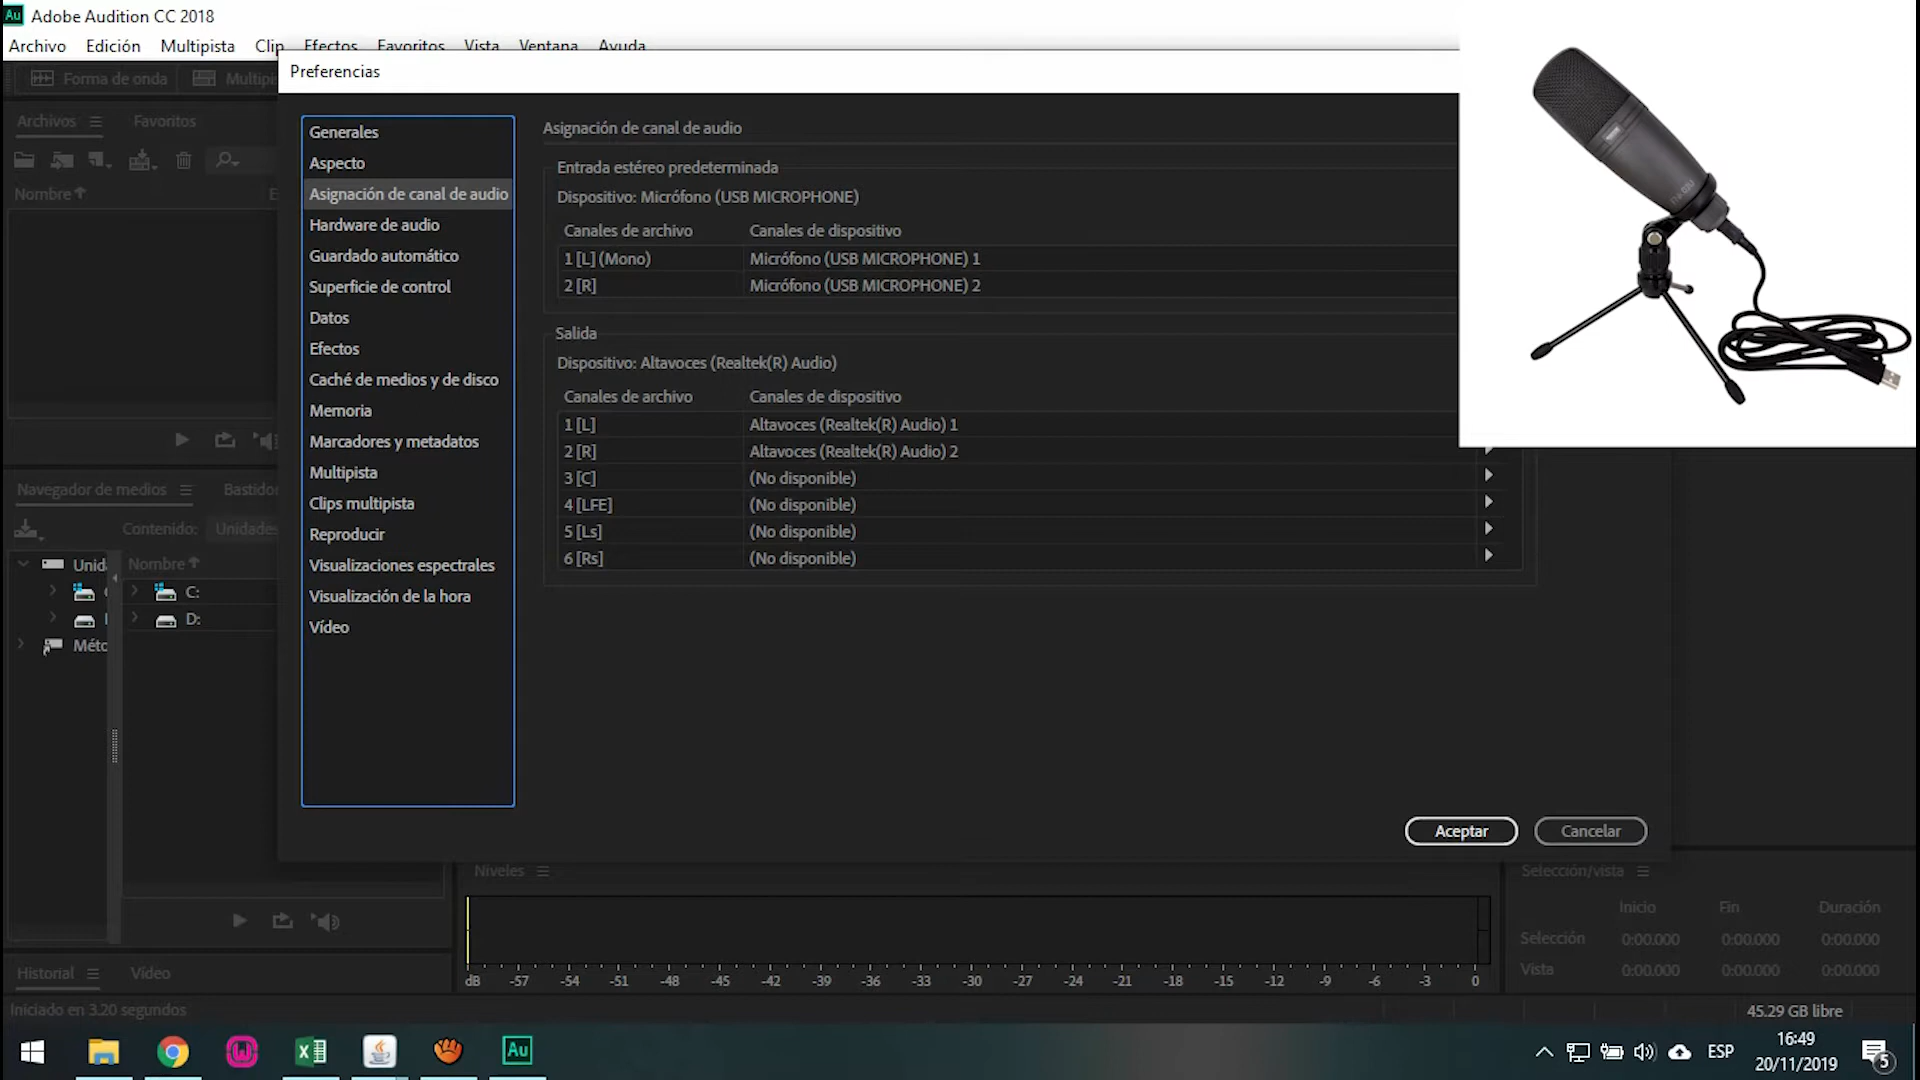 Au Adobe Audition CC 2018
Archivo Edición Multipista Clip Efectos Favoritos Vista Ventana Ayuda
Forma de onda
Preferencias
Archivos Favoritos
Nombre
Generales
Aspecto
Asignación de canal de audio
Hardware de audio
Guardado automático
Superficie de control
Datos
Efectos
Caché de medios y de disco
Memoria
Marcadores y metadatos
Multipista
Clips multipista
Reproducir
Visualizaciones espectrales
Visualización de la hora
Vídeo
Asignación de canal de audio
Entrada estéreo predeterminada
Dispositivo: Micrófono (USB MICROPHONE)
Canales de archivo Canales de dispositivo
1 [L] (Mono) Micrófono (USB MICROPHONE) 1
2 [R] Micrófono (USB MICROPHONE) 2
Salida
Dispositivo: Altavoces (Realtek(R) Audio)
Canales de archivo Canales de dispositivo
1 [L] Altavoces (Realtek(R) Audio) 1
2 [R] Altavoces (Realtek(R) Audio) 2
3 [C] (No disponible)
4 [LFE] (No disponible)
5 [Ls] (No disponible)
6 [Rs] (No disponible)
Aceptar Cancelar
Navegador de medios
Contenido: Unidades
Nombre
C:
D:
Niveles
dB -57 -54 -51 -48 -45 -42 -39 -36 -33 -30 -27 -24 -21 -18 -15 -12 -9 -6 -3 0
Selección/vista
Inicio Fin Duración
Selección 0:00.000 0:00.000 0:00.000
Vista 0:00.000 0:00.000 0:00.000
Historial Vídeo
Iniciado en 3.20 segundos
45.29 GB libre
Au
ESP
16:49
20/11/2019
5